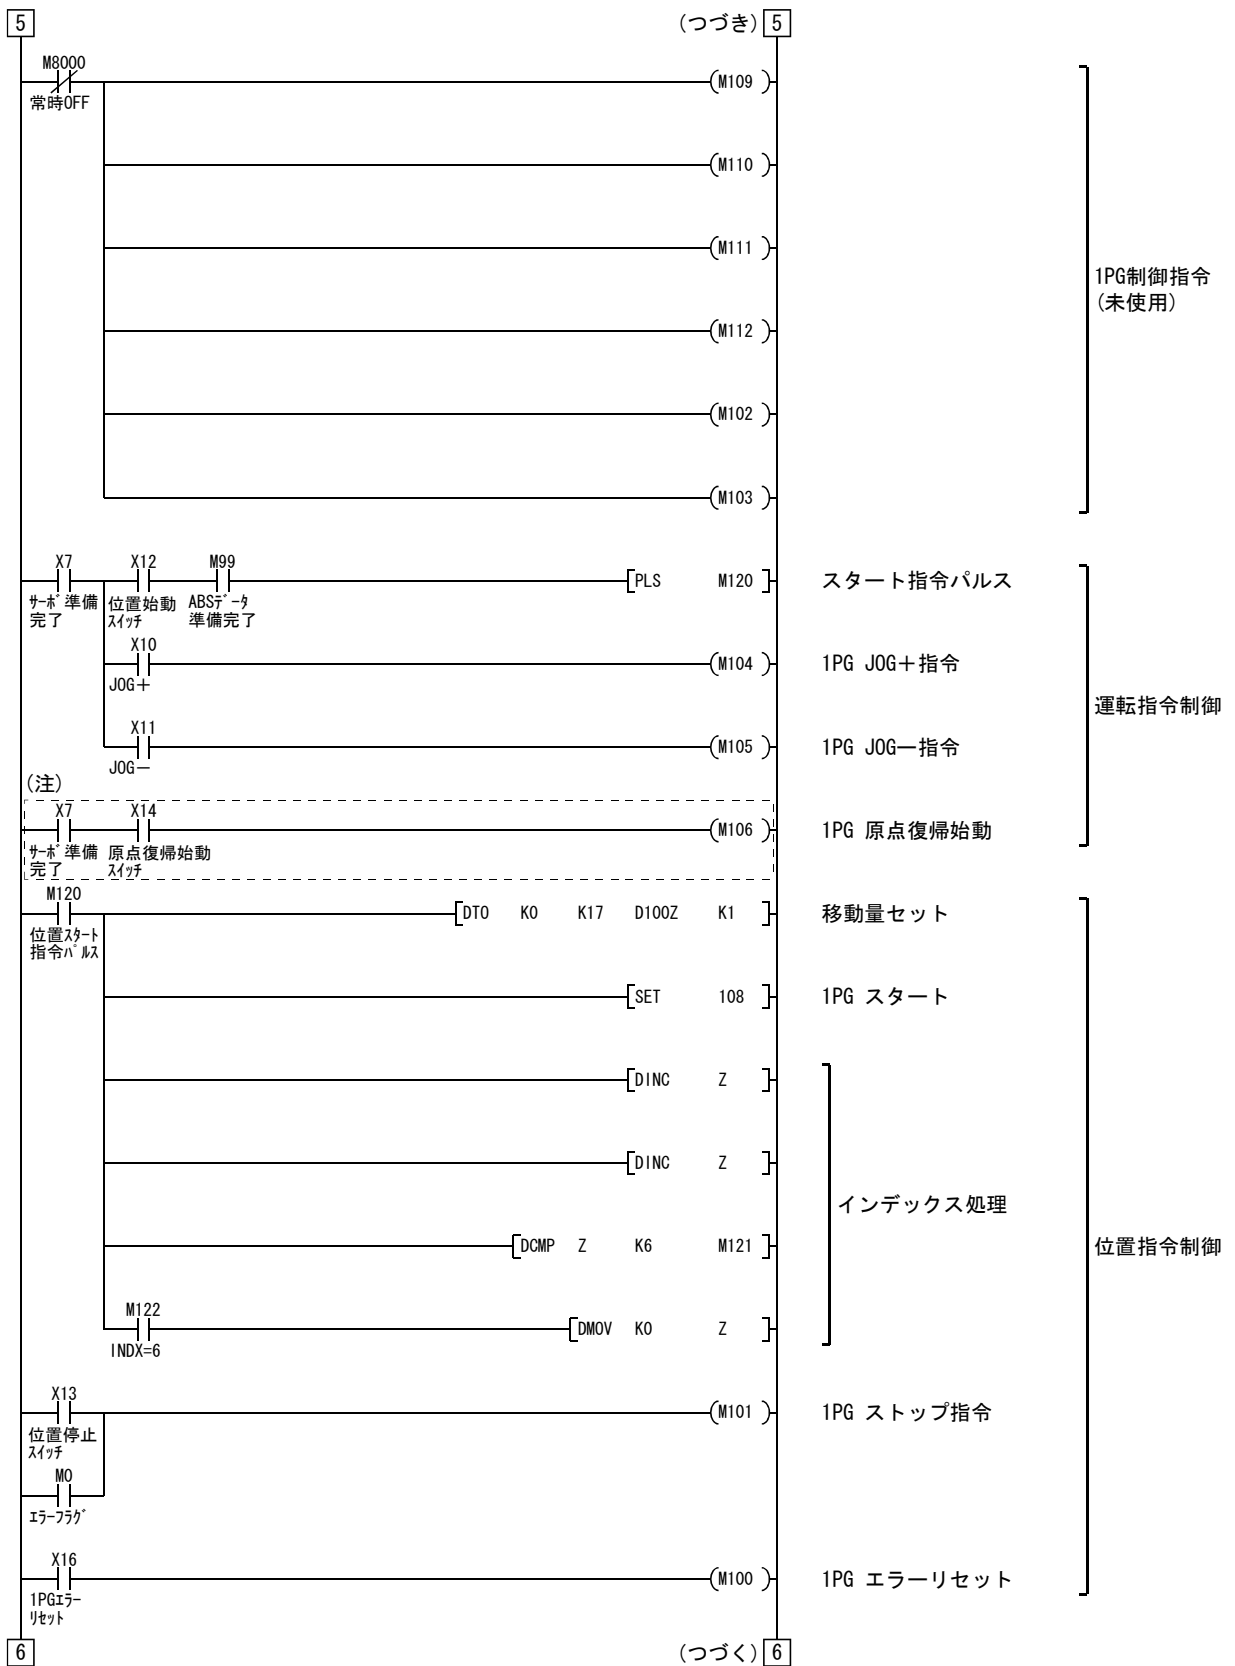 5 (つづき) 5
M8000
常時OFF
(M109)
(M110)
(M111)
(M112)
(M102)
(M103)
1PG制御指令
(未使用)
X7 X12 M99
[PLS M120] スタート指令パルス
サーボ準備 位置始動 ABSデータ
完了 スイッチ 準備完了
X10
(M104) 1PG JOG+指令
JOG+
運転指令制御
X11
(M105) 1PG JOG-指令
JOG-
(注)
X7 X14
(M106) 1PG 原点復帰始動
サーボ準備 原点復帰始動
完了 スイッチ
M120
[DTO K0 K17 D100Z K1] 移動量セット
位置スタート
指令パルス
[SET 108] 1PG スタート
[DINC Z]
[DINC Z]
インデックス処理
[DCMP Z K6 M121]
位置指令制御
M122
[DMOV K0 Z]
INDX=6
X13
(M101) 1PG ストップ指令
位置停止
スイッチ
M0
エラーフラグ
X16
(M100) 1PG エラーリセット
1PGエラー
リセット
6 (つづく) 6